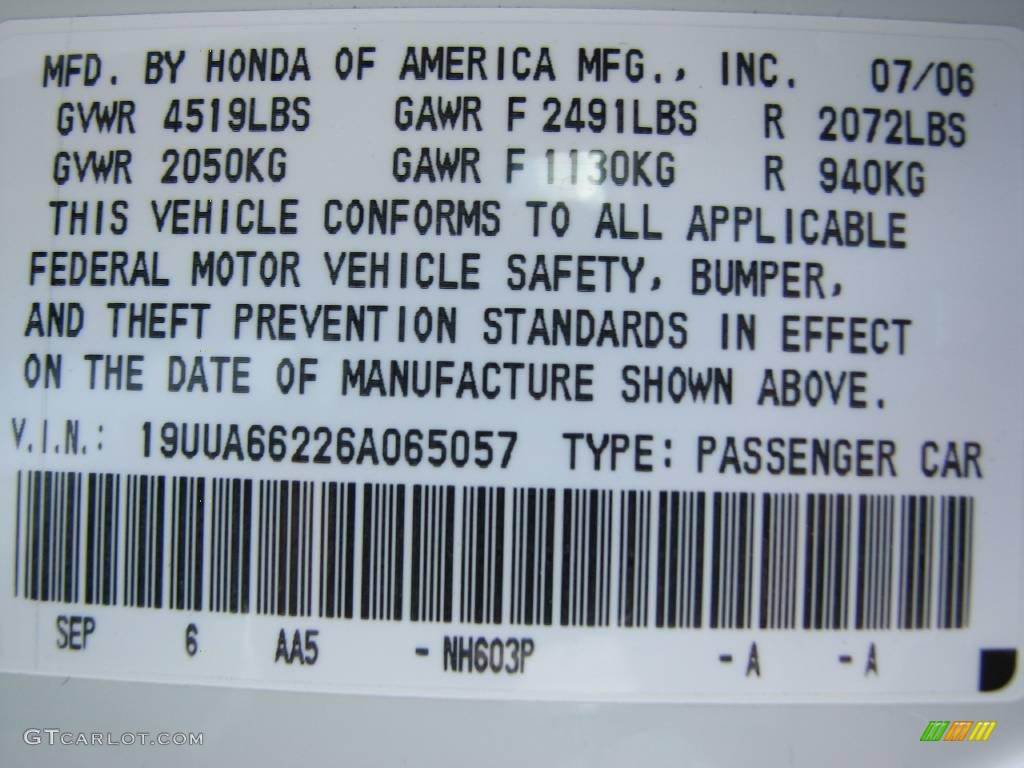 MFD. BY HONDA OF AMERICA MFG., INC. 07/06
GVWR 4519LBS GAWR F 2491LBS R 2072LBS
GVWR 2050KG GAWR F 1130KG R 940KG
THIS VEHICLE CONFORMS TO ALL APPLICABLE
FEDERAL MOTOR VEHICLE SAFETY, BUMPER,
AND THEFT PREVENTION STANDARDS IN EFFECT
ON THE DATE OF MANUFACTURE SHOWN ABOVE.
V.I.N.: 19UUA66226A065057 TYPE: PASSENGER CAR
SEP 6 AA5 - NH603P - A - A
GTCARLOT.COM